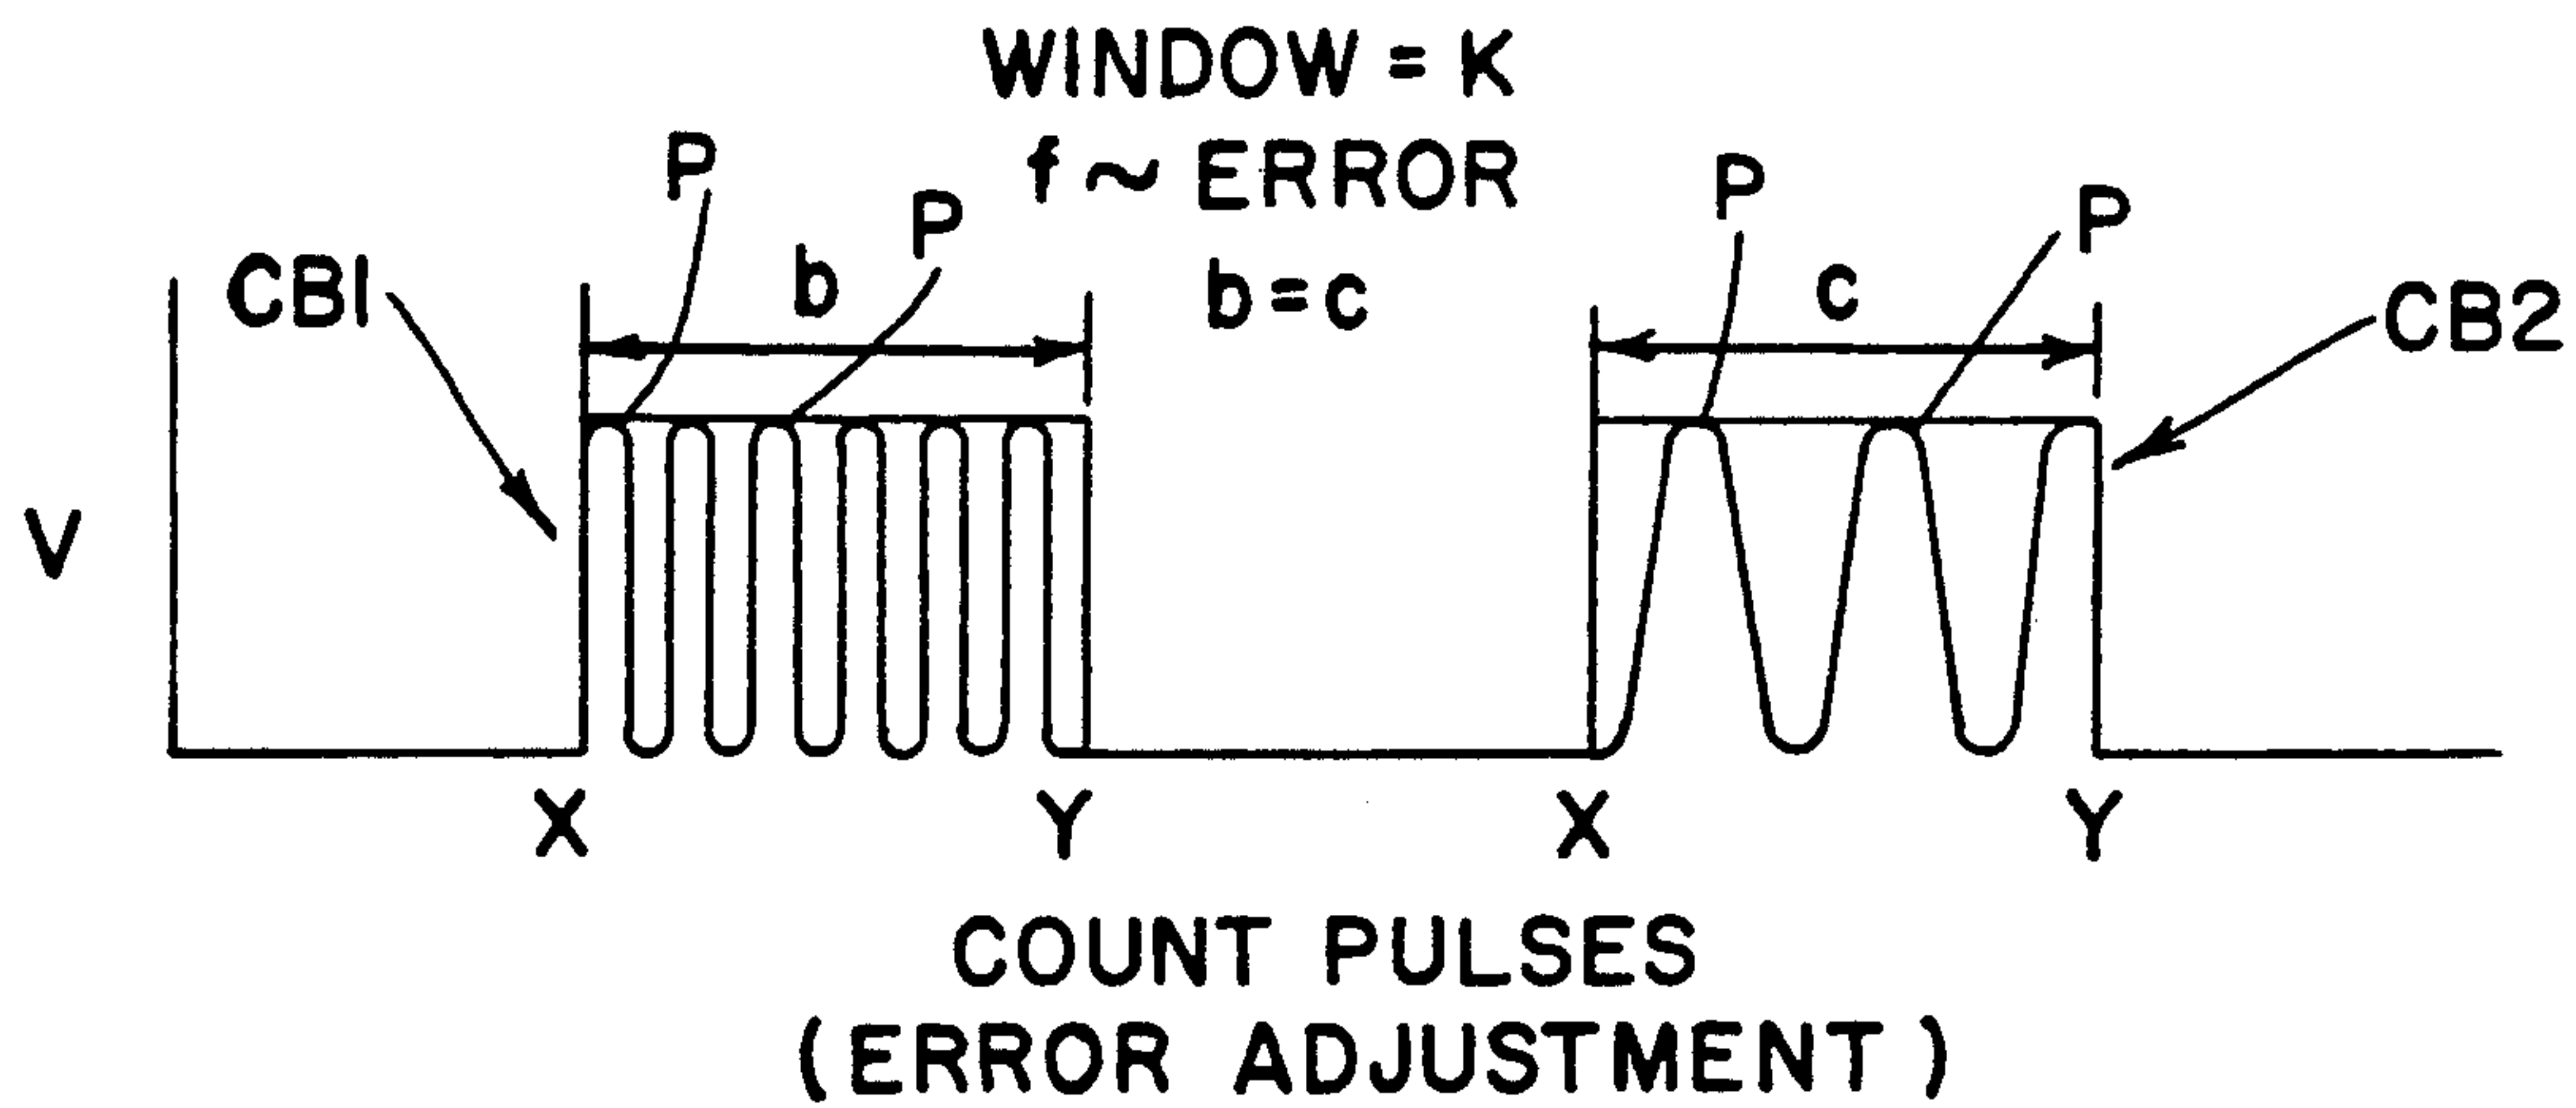 WINDOW = K
f ~ ERROR
b = c
P
P
P
P
b
c
CB1
CB2
V
X
Y
X
Y
COUNT PULSES
(ERROR ADJUSTMENT)